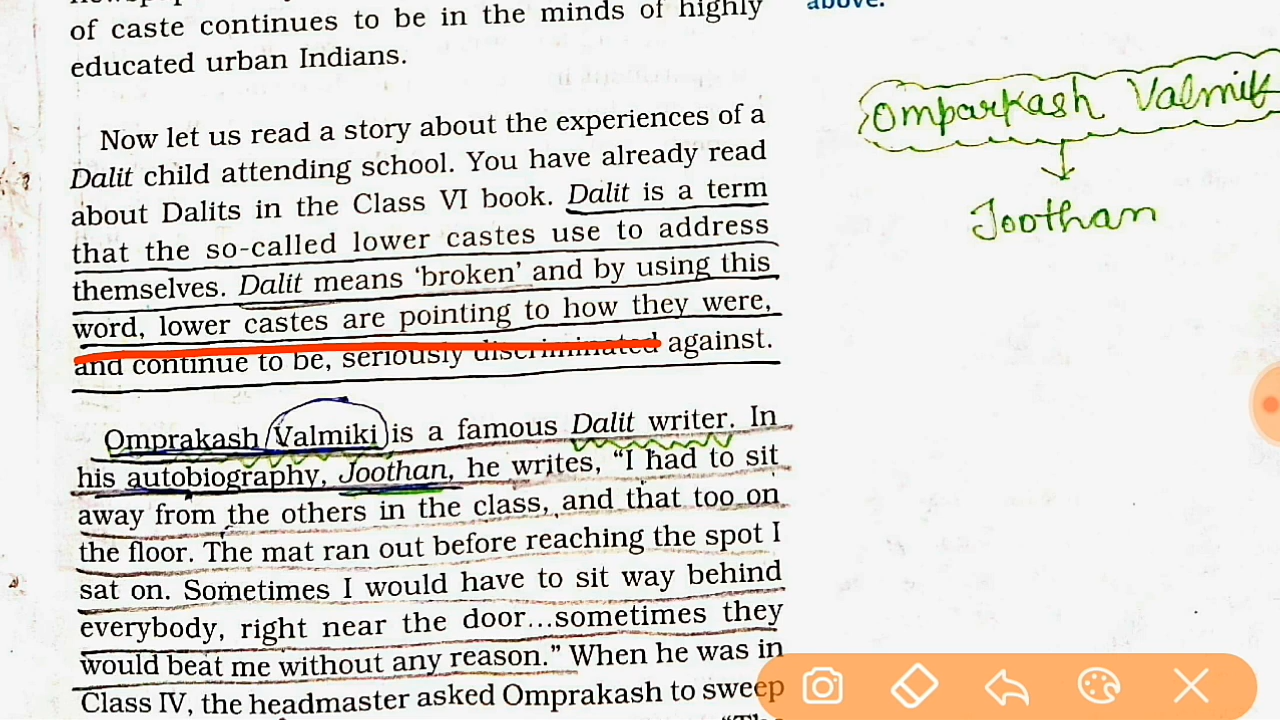 of caste continues to be in the minds of highly
educated urban Indians.
above.
Now let us read a story about the experiences of a
Dalit child attending school. You have already read
about Dalits in the Class VI book. Dalit is a term
that the so-called lower castes use to address
themselves. Dalit means ‘broken’ and by using this
word, lower castes are pointing to how they were,
and continue to be, seriously discriminated against.
Omprakash Valmiki is a famous Dalit writer. In
his autobiography, Joothan, he writes, “I had to sit
away from the others in the class, and that too on
the floor. The mat ran out before reaching the spot I
sat on. Sometimes I would have to sit way behind
everybody, right near the door...sometimes they
would beat me without any reason.” When he was in
Class IV, the headmaster asked Omprakash to sweep
“The
Omparkash Valmik
Joothan